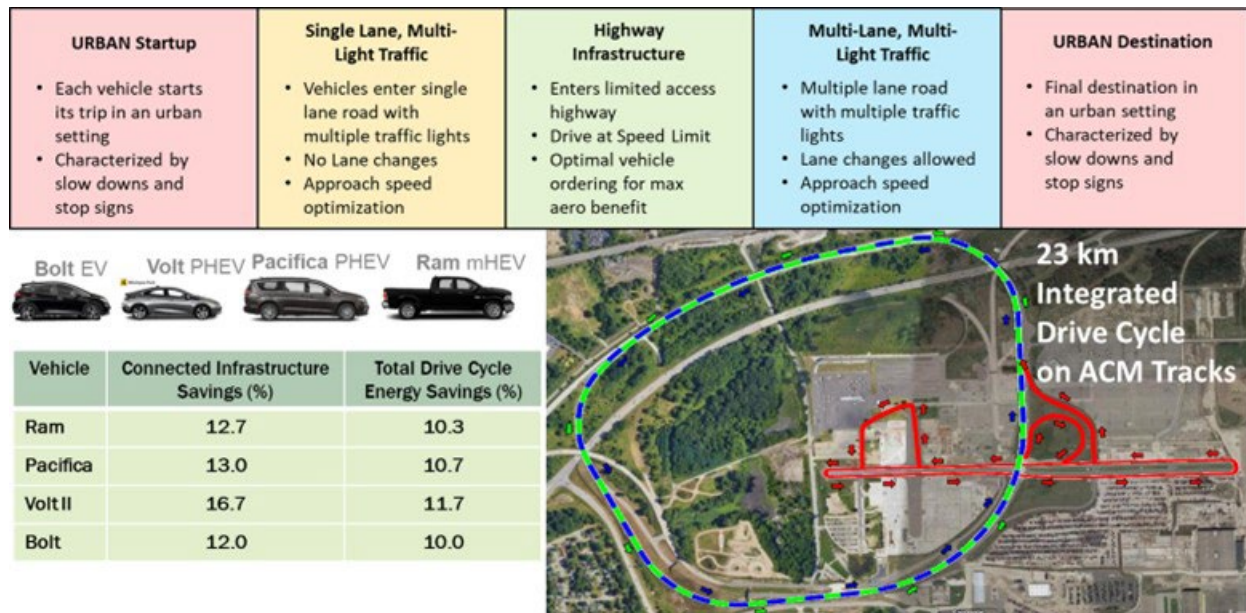 URBAN Startup
• Each vehicle starts
its trip in an urban
setting
• Characterized by
slow downs and
stop signs
Single Lane, Multi-
Light Traffic
• Vehicles enter single
lane road with
multiple traffic lights
• No Lane changes
• Approach speed
optimization
Highway
Infrastructure
• Enters limited access
highway
• Drive at Speed Limit
• Optimal vehicle
ordering for max
aero benefit
Multi-Lane, Multi-
Light Traffic
• Multiple lane road
with multiple traffic
lights
• Lane changes allowed
• Approach speed
optimization
URBAN Destination
• Final destination in
an urban setting
• Characterized by
slow downs and
stop signs
Bolt EV
Volt PHEV
Pacifica PHEV
Ram mHEV
Vehicle
Connected Infrastructure
Savings (%)
Total Drive Cycle
Energy Savings (%)
Ram 12.7 10.3
Pacifica 13.0 10.7
Volt II 16.7 11.7
Bolt 12.0 10.0
23 km
Integrated
Drive Cycle
on ACM Tracks